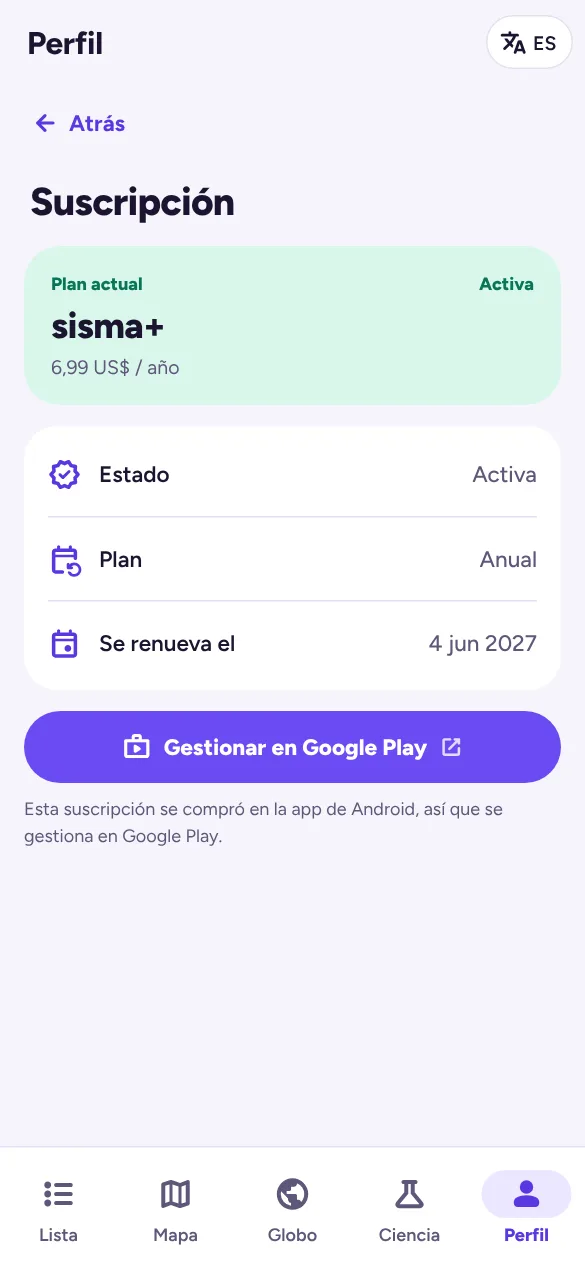 Perfil
ES
Atrás
Suscripción
Plan actual
Activa
sisma+
6,99 US$ / año
Estado
Activa
Plan
Anual
Se renueva el
4 jun 2027
Gestionar en Google Play
Esta suscripción se compró en la app de Android, así que se
gestiona en Google Play.
Lista
Mapa
Globo
Ciencia
Perfil